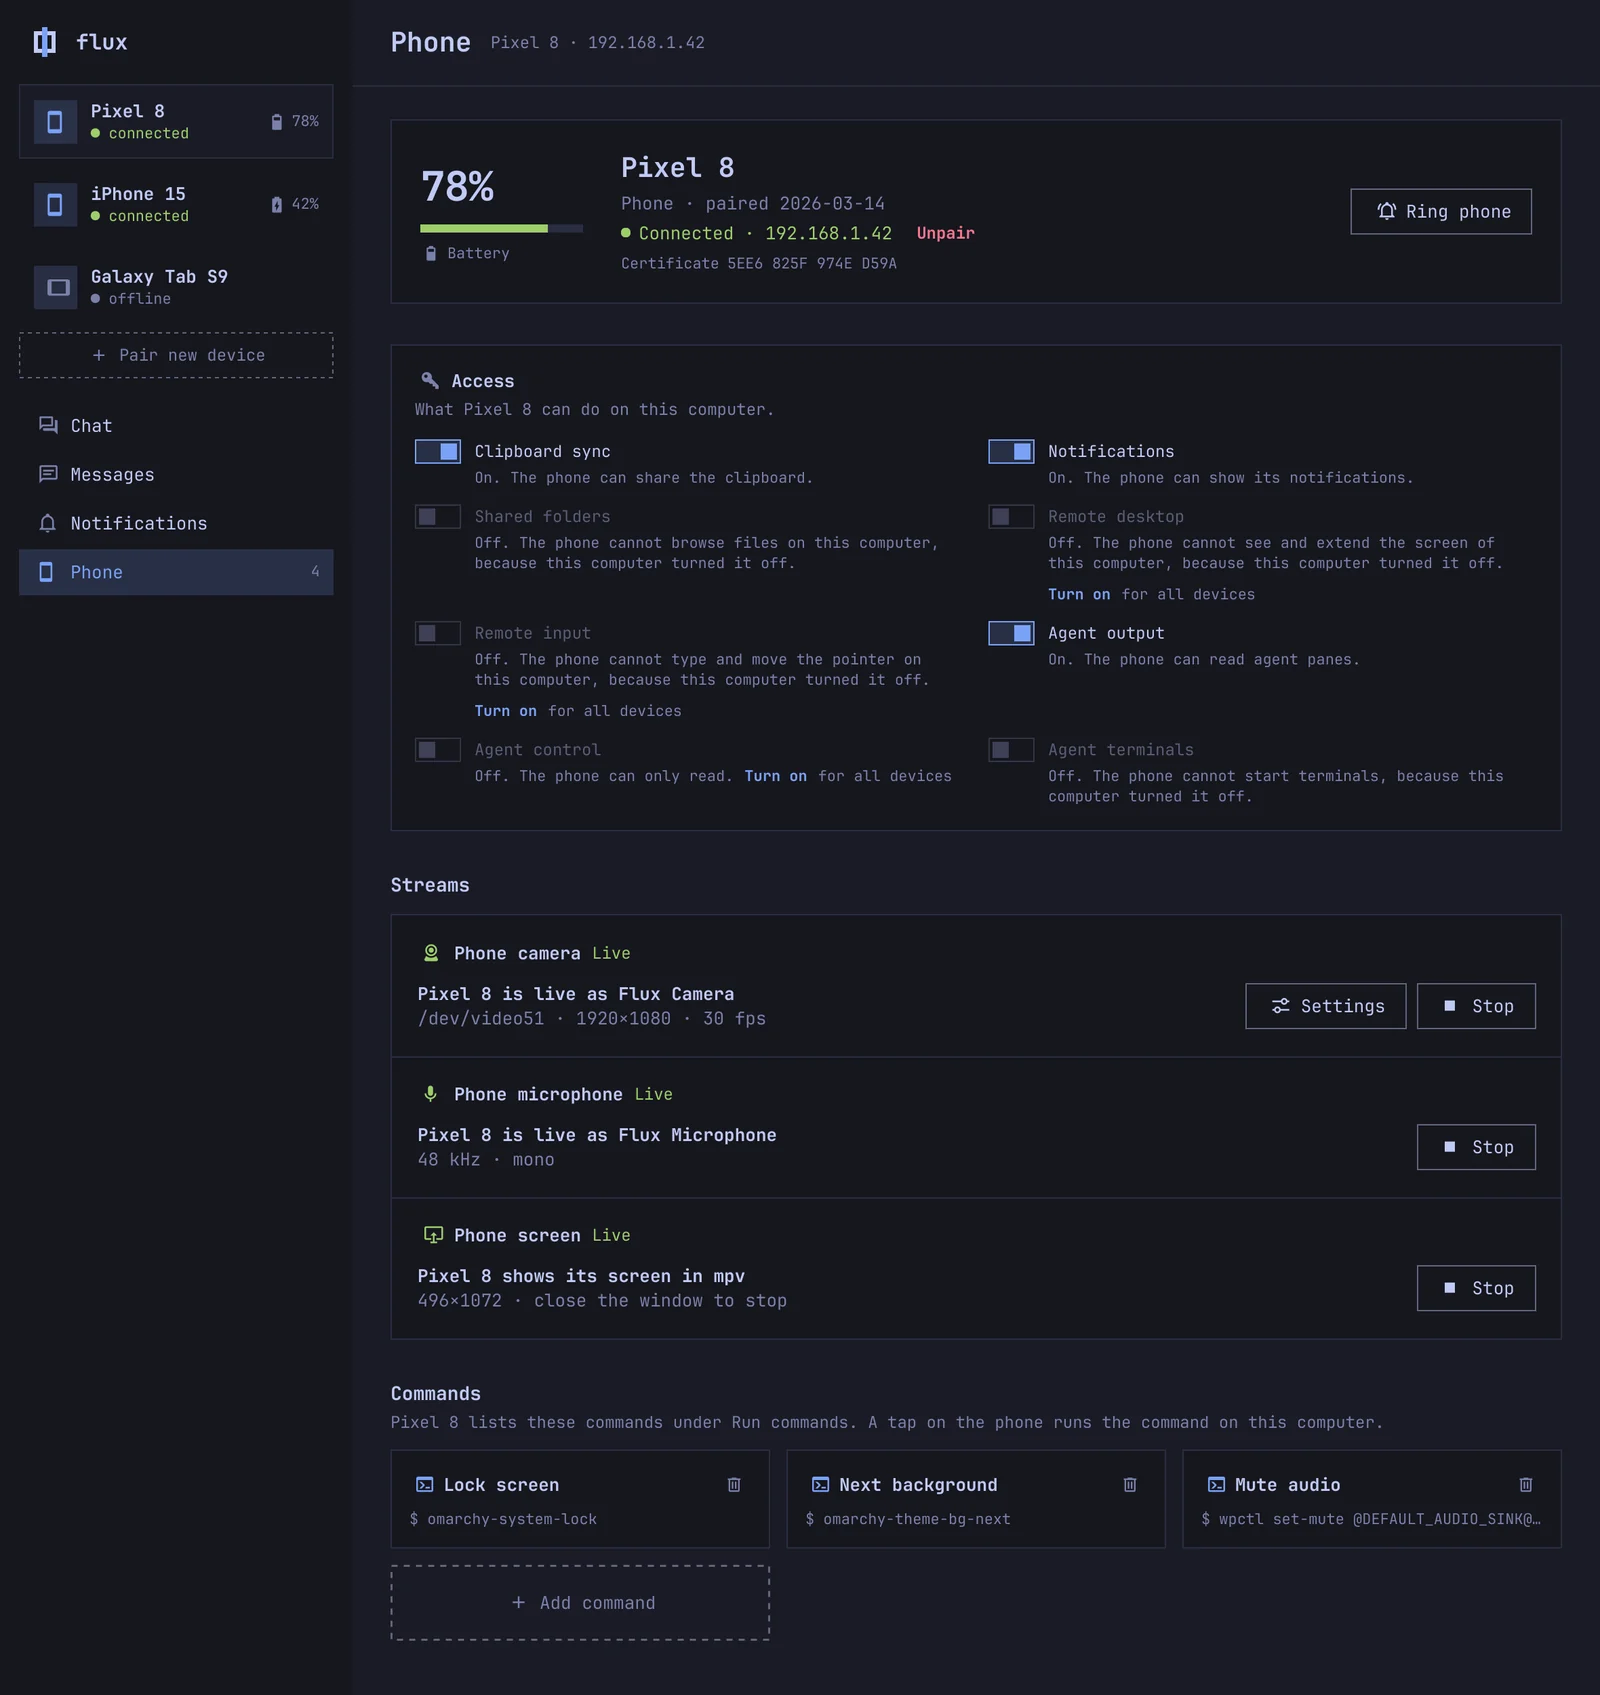 flux
Pixel 8
connected
78%
iPhone 15
connected
42%
Galaxy Tab S9
offline
+ Pair new device
Chat
Messages
Notifications
Phone 4
Phone Pixel 8 · 192.168.1.42
78%
Battery
Pixel 8
Phone · paired 2026-03-14
Connected · 192.168.1.42 Unpair
Certificate 5EE6 825F 974E D59A
Ring phone
Access
What Pixel 8 can do on this computer.
Clipboard sync
On. The phone can share the clipboard.
Notifications
On. The phone can show its notifications.
Shared folders
Off. The phone cannot browse files on this computer,
because this computer turned it off.
Remote desktop
Off. The phone cannot see and extend the screen of
this computer, because this computer turned it off.
Turn on for all devices
Remote input
Off. The phone cannot type and move the pointer on
this computer, because this computer turned it off.
Turn on for all devices
Agent output
On. The phone can read agent panes.
Agent control
Off. The phone can only read. Turn on for all devices
Agent terminals
Off. The phone cannot start terminals, because this
computer turned it off.
Streams
Phone camera Live
Pixel 8 is live as Flux Camera
/dev/video51 · 1920×1080 · 30 fps
Settings
Stop
Phone microphone Live
Pixel 8 is live as Flux Microphone
48 kHz · mono
Stop
Phone screen Live
Pixel 8 shows its screen in mpv
496×1072 · close the window to stop
Stop
Commands
Pixel 8 lists these commands under Run commands. A tap on the phone runs the command on this computer.
Lock screen
$ omarchy-system-lock
Next background
$ omarchy-theme-bg-next
Mute audio
$ wpctl set-mute @DEFAULT_AUDIO_SINK@…
+ Add command